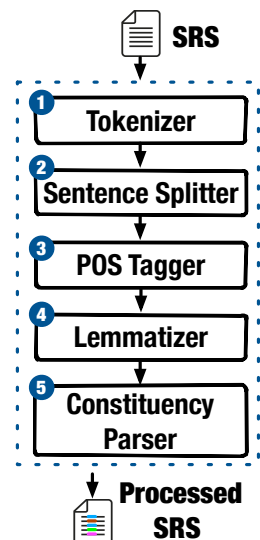 SRS
1
Tokenizer
2
Sentence Splitter
3
POS Tagger
4
Lemmatizer
5
Constituency
Parser
Processed
SRS